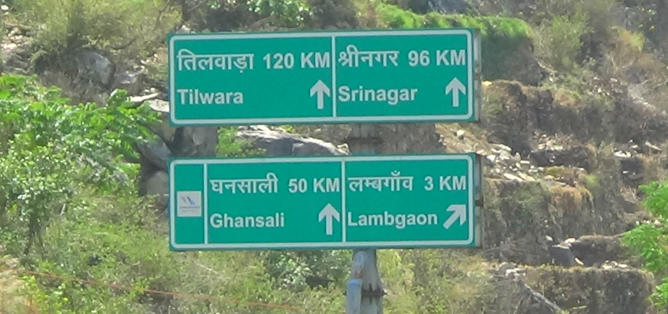 तिलवाड़ा 120 KM
Tilwara
श्रीनगर 96 KM
Srinagar
घनसाली 50 KM
Ghansali
लम्बगाँव 3 KM
Lambgaon